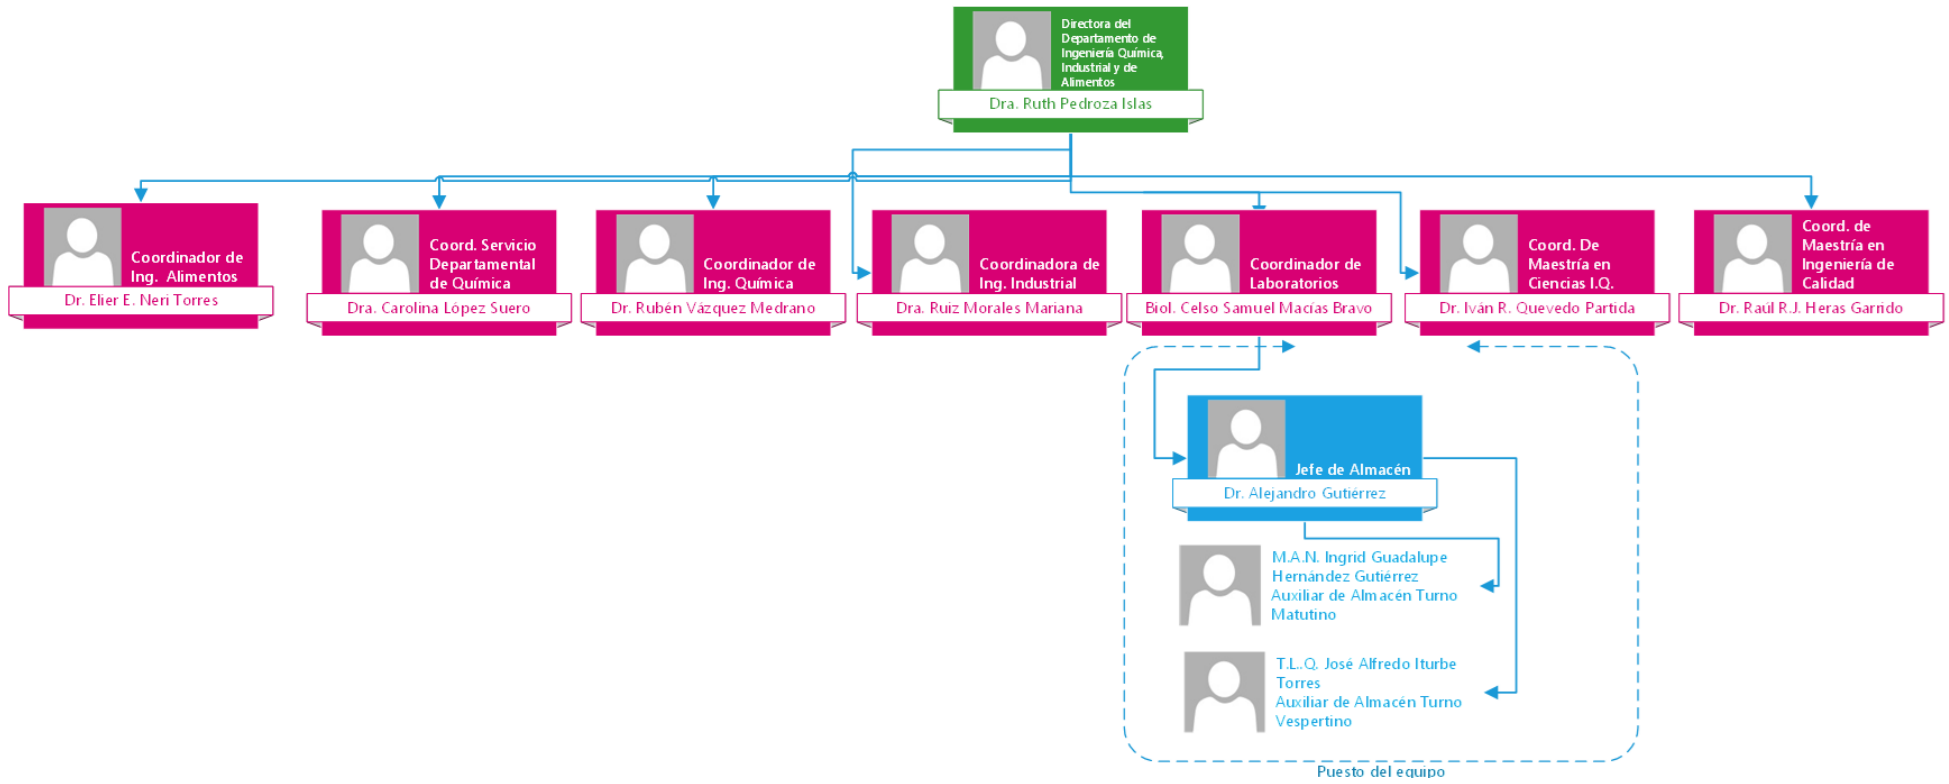 Directora del
Departamento de
Ingeniería Química,
Industrial y de
Alimentos
Dra. Ruth Pedroza Islas
Coordinador de
Ing. Alimentos
Dr. Elier E. Neri Torres
Coord. Servicio
Departamental
de Química
Dra. Carolina López Suero
Coordinador de
Ing. Química
Dr. Rubén Vázquez Medrano
Coordinadora de
Ing. Industrial
Dra. Ruiz Morales Mariana
Coordinador de
Laboratorios
Biol. Celso Samuel Macías Bravo
Coord. De
Maestría en
Ciencias I.Q.
Dr. Iván R. Quevedo Partida
Coord. de
Maestría en
Ingeniería de
Calidad
Dr. Raúl R.J. Heras Garrido
Jefe de Almacén
Dr. Alejandro Gutiérrez
M.A.N. Ingrid Guadalupe
Hernández Gutiérrez
Auxiliar de Almacén Turno
Matutino
T.L..Q. José Alfredo Iturbe
Torres
Auxiliar de Almacén Turno
Vespertino
Puesto del equipo